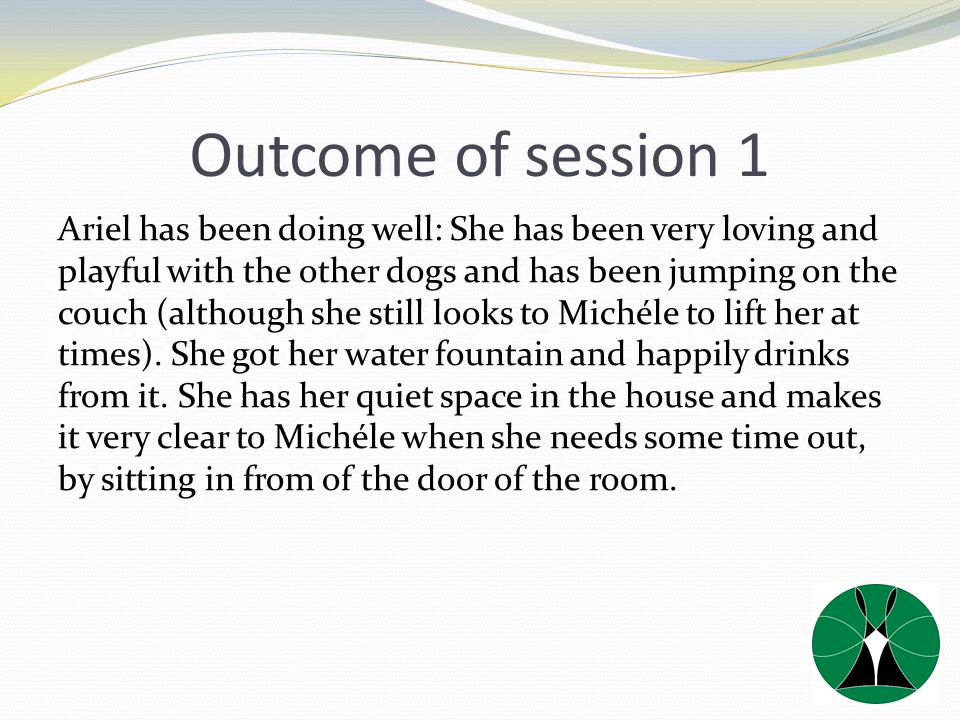 Outcome of session 1
Ariel has been doing well: She has been very loving and
playful with the other dogs and has been jumping on the
couch (although she still looks to Michéle to lift her at
times). She got her water fountain and happily drinks
from it. She has her quiet space in the house and makes
it very clear to Michéle when she needs some time out,
by sitting in from of the door of the room.